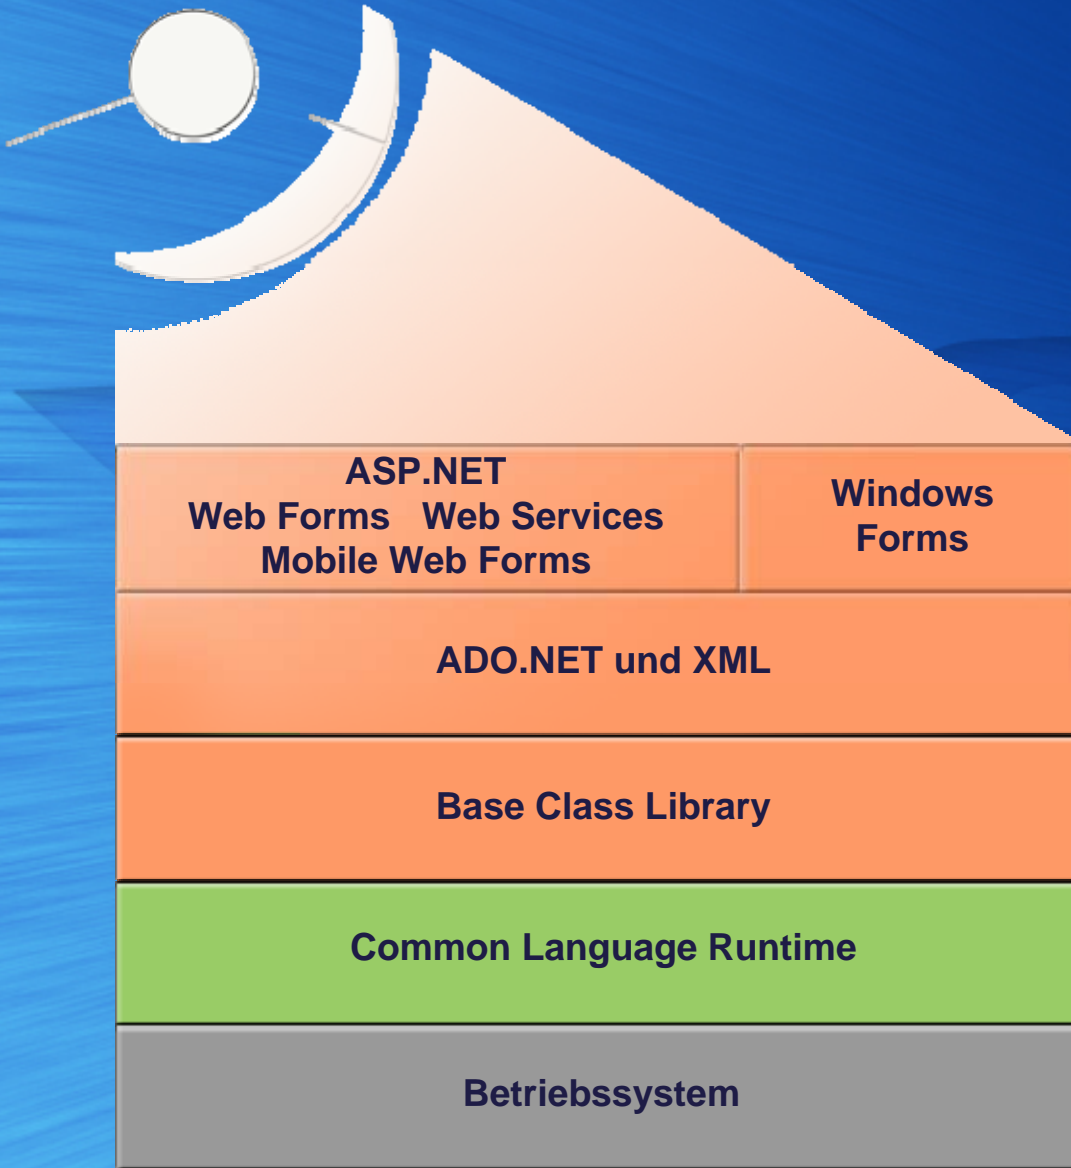 ASP.NET
Web Forms   Web Services
Mobile Web Forms
Windows
Forms
ADO.NET und XML
Base Class Library
Common Language Runtime
Betriebssystem